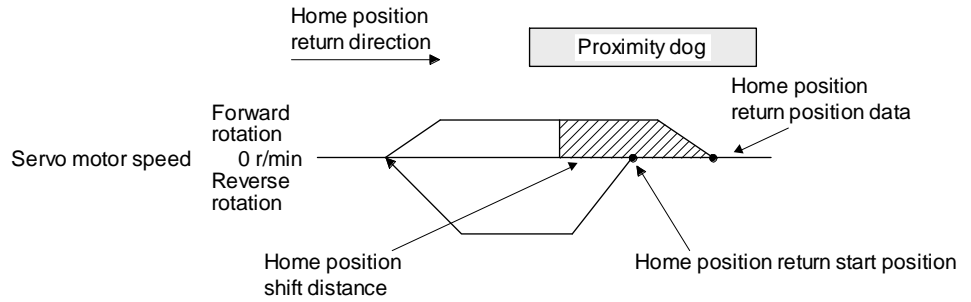 Home position
return direction
Proximity dog
Home position
return position data
Forward
rotation
Servo motor speed 0 r/min
Reverse
rotation
Home position
shift distance
Home position return start position